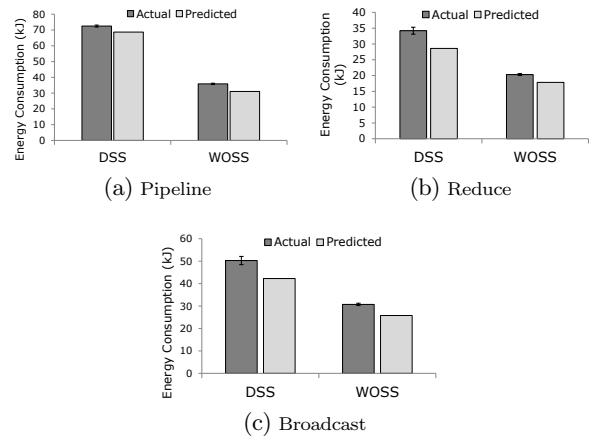 Actual Predicted
Energy Consumption (kJ)
80
70
60
50
40
30
20
10
0
DSS WOSS
(a) Pipeline
Actual Predicted
Energy Consumption
(kJ)
40
35
30
25
20
15
10
5
0
DSS WOSS
(b) Reduce
Actual Predicted
Energy Consumption (kJ)
60
50
40
30
20
10
0
DSS WOSS
(c) Broadcast